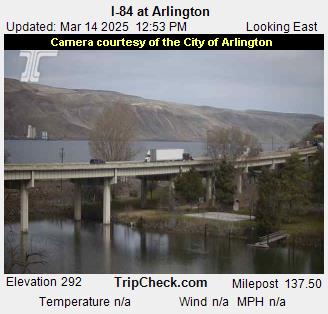 I-84 at Arlington
Updated: Mar 14 2025 12:53 PM Looking East
Camera courtesy of the City of Arlington
Elevation 292 TripCheck.com Milepost 137.50
Temperature n/a Wind n/a MPH n/a